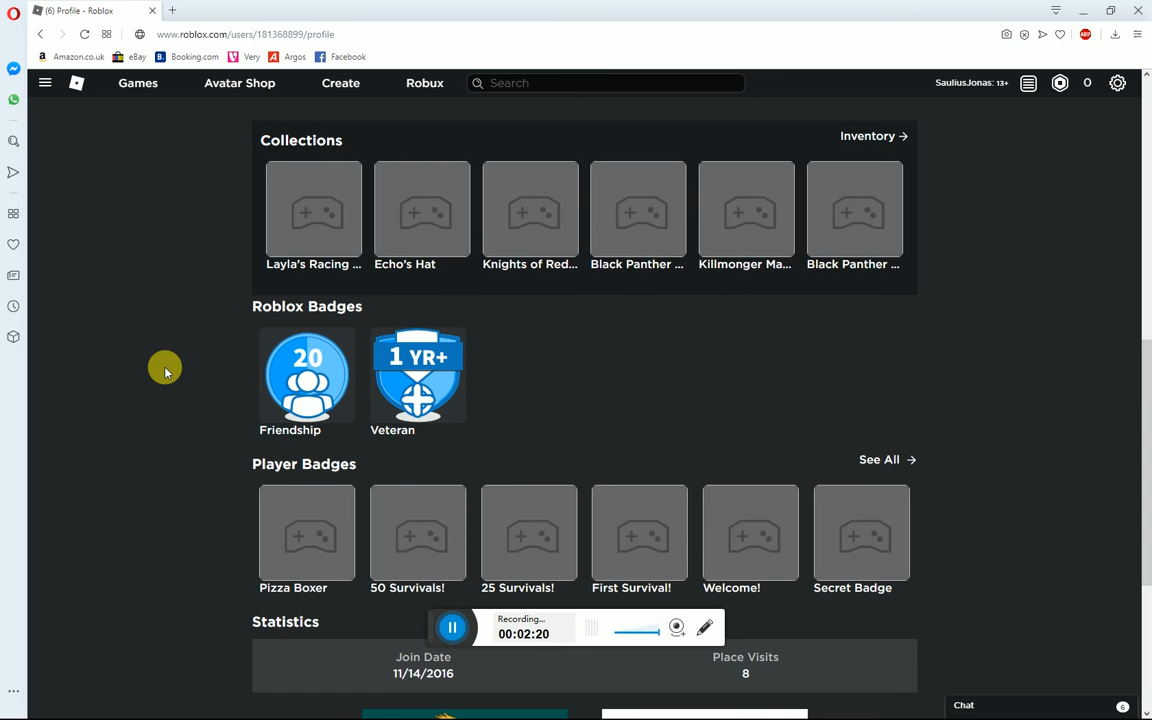 (6) Profile - Roblox
www.roblox.com/users/181368899/profile
Amazon.co.uk eBay Booking.com Very Argos Facebook
Games Avatar Shop Create Robux Search SauliusJonas: 13+ 0
Collections
Inventory →
Layla's Racing ... Echo's Hat Knights of Red... Black Panther ... Killmonger Ma... Black Panther ...
Roblox Badges
20 1 YR+
Friendship Veteran
Player Badges
See All →
Pizza Boxer 50 Survivals! 25 Survivals! First Survival! Welcome! Secret Badge
Statistics
Recording...
00:02:20
Join Date Place Visits
11/14/2016 8
Chat 6